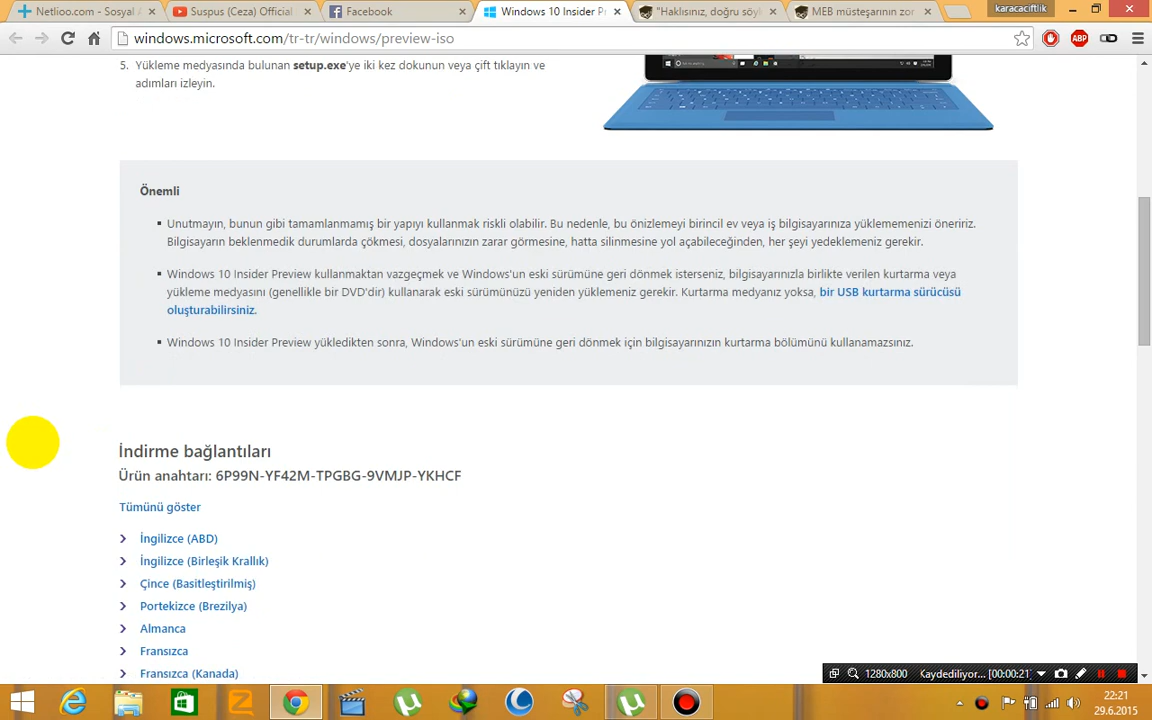 Netlioo.com - Sosyal A
Suspus (Ceza) Official
Facebook
Windows 10 Insider Pr
"Haklısınız, doğru söyl
MEB müsteşarının zor
karacaciftlik
windows.microsoft.com/tr-tr/windows/preview-iso
ABP
5. Yükleme medyasında bulunan setup.exe'ye iki kez dokunun veya çift tıklayın ve
adımları izleyin.
Önemli
Unutmayın, bunun gibi tamamlanmamış bir yapıyı kullanmak riskli olabilir. Bu nedenle, bu önizlemeyi birincil ev veya iş bilgisayarınıza yüklememenizi öneririz.
Bilgisayarın beklenmedik durumlarda çökmesi, dosyalarınızın zarar görmesine, hatta silinmesine yol açabileceğinden, her şeyi yedeklemeniz gerekir.
Windows 10 Insider Preview kullanmaktan vazgeçmek ve Windows'un eski sürümüne geri dönmek isterseniz, bilgisayarınızla birlikte verilen kurtarma veya
yükleme medyasını (genellikle bir DVD'dir) kullanarak eski sürümünüzü yeniden yüklemeniz gerekir. Kurtarma medyanız yoksa, bir USB kurtarma sürücüsü
oluşturabilirsiniz.
Windows 10 Insider Preview yükledikten sonra, Windows'un eski sürümüne geri dönmek için bilgisayarınızın kurtarma bölümünü kullanamazsınız.
İndirme bağlantıları
Ürün anahtarı: 6P99N-YF42M-TPGBG-9VMJP-YKHCF
Tümünü göster
İngilizce (ABD)
İngilizce (Birleşik Krallık)
Çince (Basitleştirilmiş)
Portekizce (Brezilya)
Almanca
Fransızca
Fransızca (Kanada)
1280x800 Kaydediliyor... [00:00:21]
22:21
29.6.2015